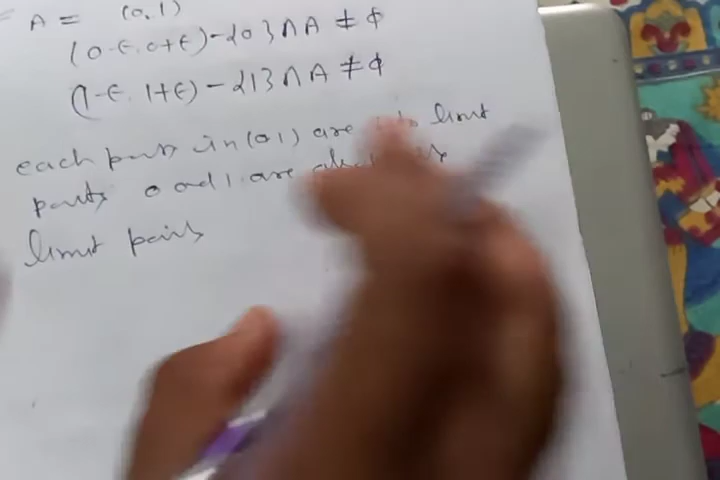 A = (0,1)
(0-ϵ, 0+ϵ)-{0}∩A ≠ ϕ
(1-ϵ, 1+ϵ)-{1}∩A ≠ ϕ
each points in (0 1) are limit
points 0 and 1 are
limit points